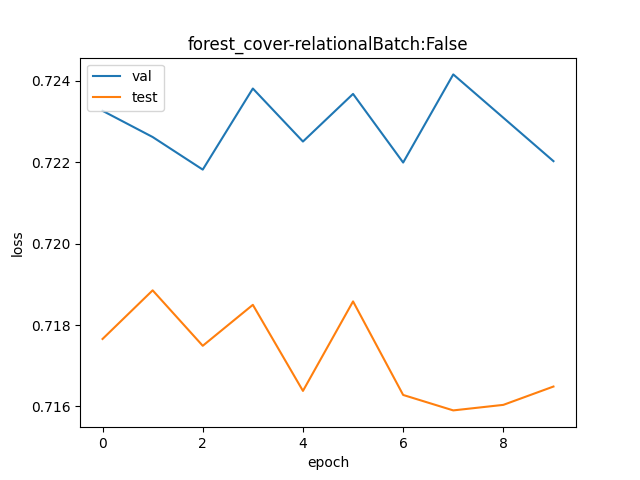 forest_cover-relationalBatch:False
val
test
0.724
0.722
0.720
0.718
0.716
loss
0 2 4 6 8
epoch